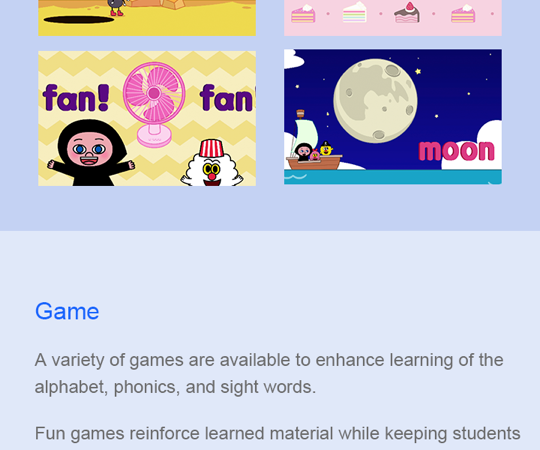 fan! fan!
moon
Game
A variety of games are available to enhance learning of the
alphabet, phonics, and sight words.
Fun games reinforce learned material while keeping students